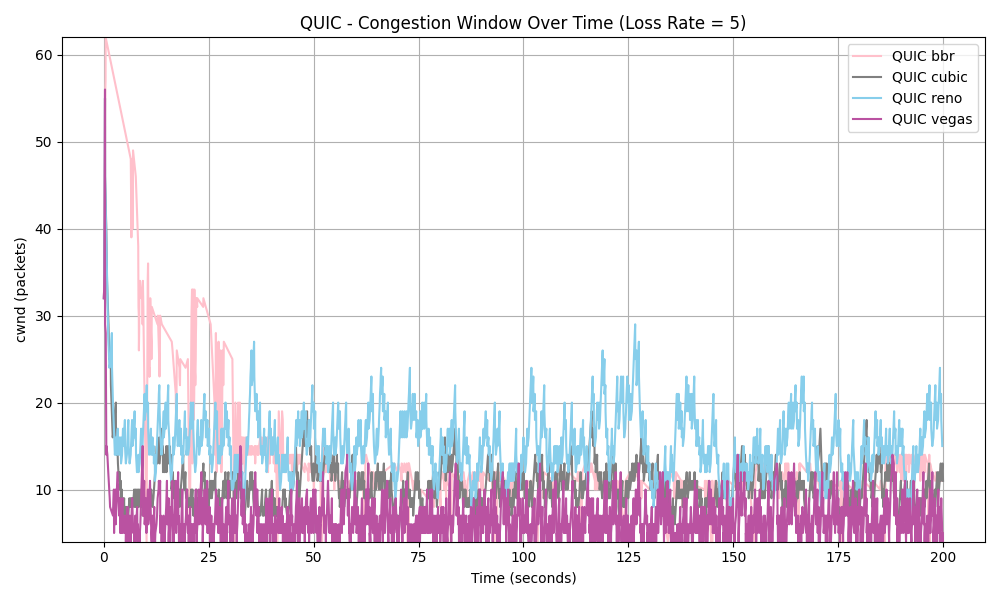 QUIC - Congestion Window Over Time (Loss Rate = 5)
QUIC bbr
QUIC cubic
QUIC reno
QUIC vegas
cwnd (packets)
60
50
40
30
20
10
0 25 50 75 100 125 150 175 200
Time (seconds)